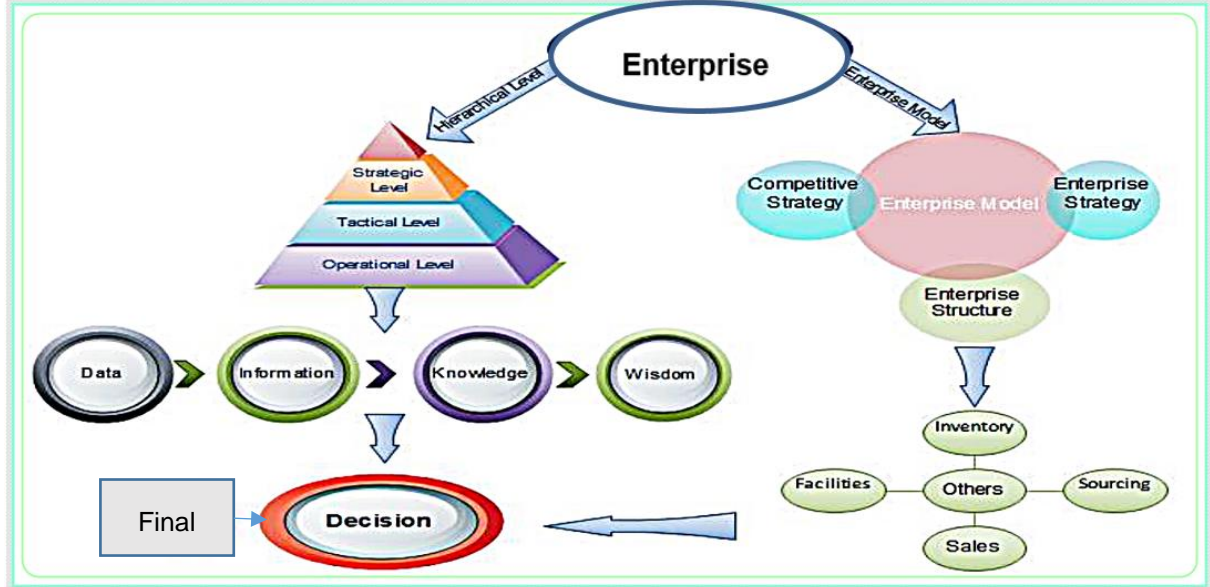 Enterprise
Hierarchical Level
Enterprise Model
Strategic
Level
Tactical Level
Operational Level
Competitive
Strategy
Enterprise Model
Enterprise
Strategy
Enterprise
Structure
Data
Information
Knowledge
Wisdom
Inventory
Facilities
Others
Sourcing
Sales
Final
Decision